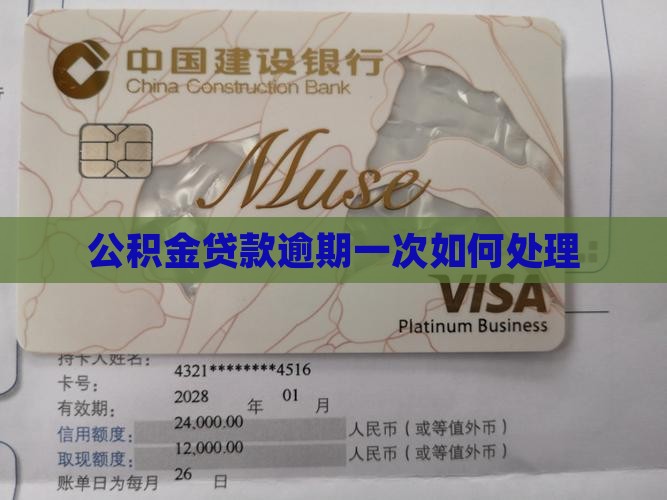 中国建设银行
China Construction Bank
Muse
公积金贷款逾期一次如何处理
VISA
Platinum Business
持卡人姓名：
卡号： 4321********4516
有效期： 2028 年 01 月
信用额度： 24,000.00 人民币（或等值外币）
取现额度： 12,000.00 人民币（或等值外币）
账单日为每月 26 日